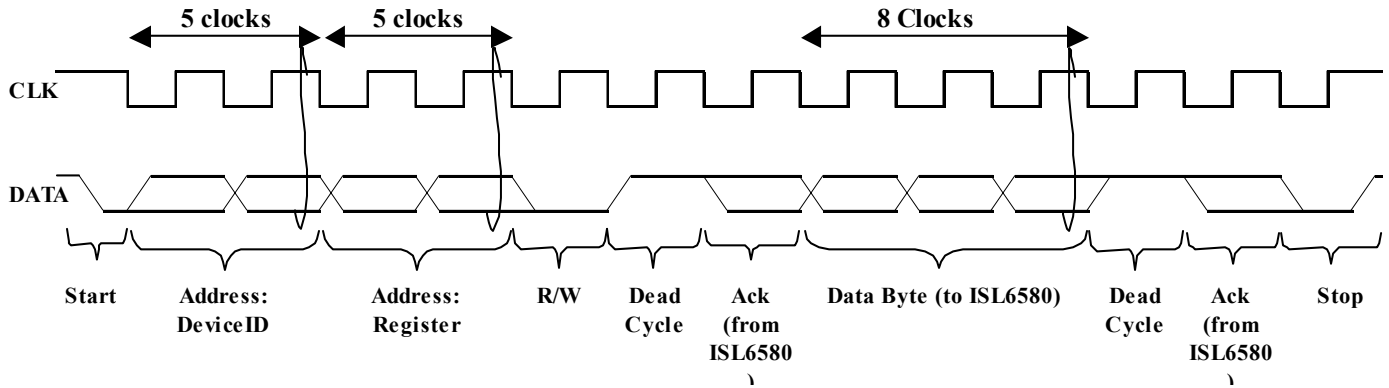 5 clocks 5 clocks 8 Clocks
CLK
DATA
Start Address: Address: R/W Dead Ack Data Byte (to ISL6580) Dead Ack Stop
DeviceID Register Cycle (from Cycle (from
ISL6580 ISL6580
) )